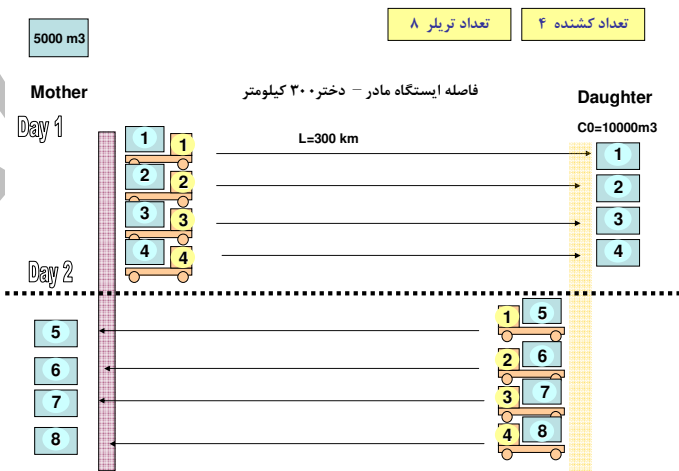 5000 m3
تعداد تریلر ۸
تعداد کشنده ۴
Mother
فاصله ایستگاه مادر – دختر ۳۰۰ کیلومتر
Daughter
Day 1
L=300 km
C0=10000m3
1 1
1
2 2
2
3 3
3
4 4
4
Day 2
5
1 5
6
2 6
7
3 7
8
4 8